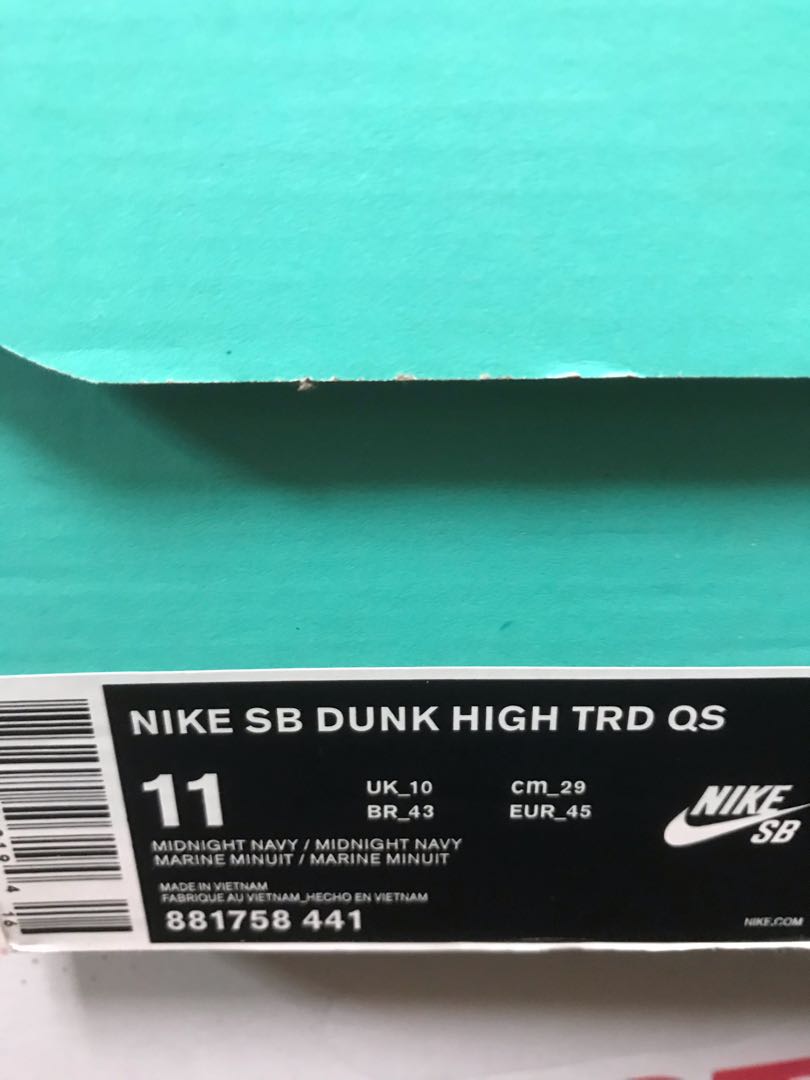 NIKE SB DUNK HIGH TRD QS
11
UK_10 cm_29
BR_43 EUR_45
NIKE
SB
MIDNIGHT NAVY / MIDNIGHT NAVY
MARINE MINUIT / MARINE MINUIT
MADE IN VIETNAM
FABRIQUE AU VIETNAM_HECHO EN VIETNAM
881758 441
NIKE.COM